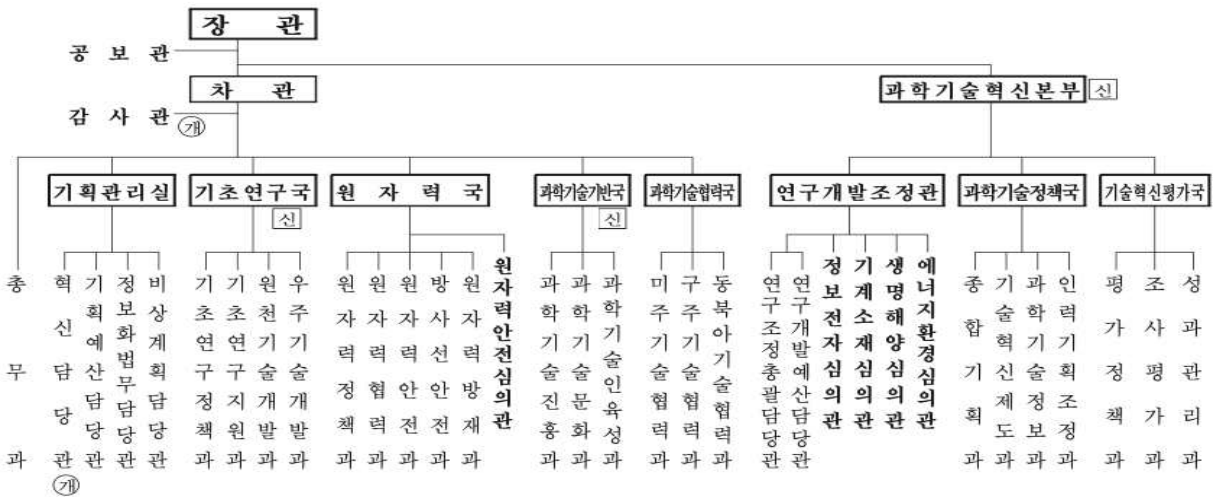 장관
공보관
차관
과학기술혁신본부 신
감사관 개
기획관리실
기초연구국 신
원자력국
과학기술기반국 신
과학기술협력국
연구개발조정관
과학기술정책국
기술혁신평가국
총무과
혁신담당관 개
기획예산담당관
정보화법무담당관
비상계획담당관
기초연구정책과
기초연구지원과
원천기술개발과
우주기술개발과
원자력정책과
원자력협력과
원자력안전과
방사선안전과
원자력방재과
원자력안전심의관
과학기술진흥과
과학기술문화과
과학기술인육성과
미주기술협력과
구주기술협력과
동북아기술협력과
연구조정총괄담당관
연구개발예산담당관
정보전자심의관
기계소재심의관
생명해양심의관
에너지환경심의관
종합기획과
기술혁신제도과
과학기술정보과
인력기획조정과
평가정책과
조사평가과
성과관리과